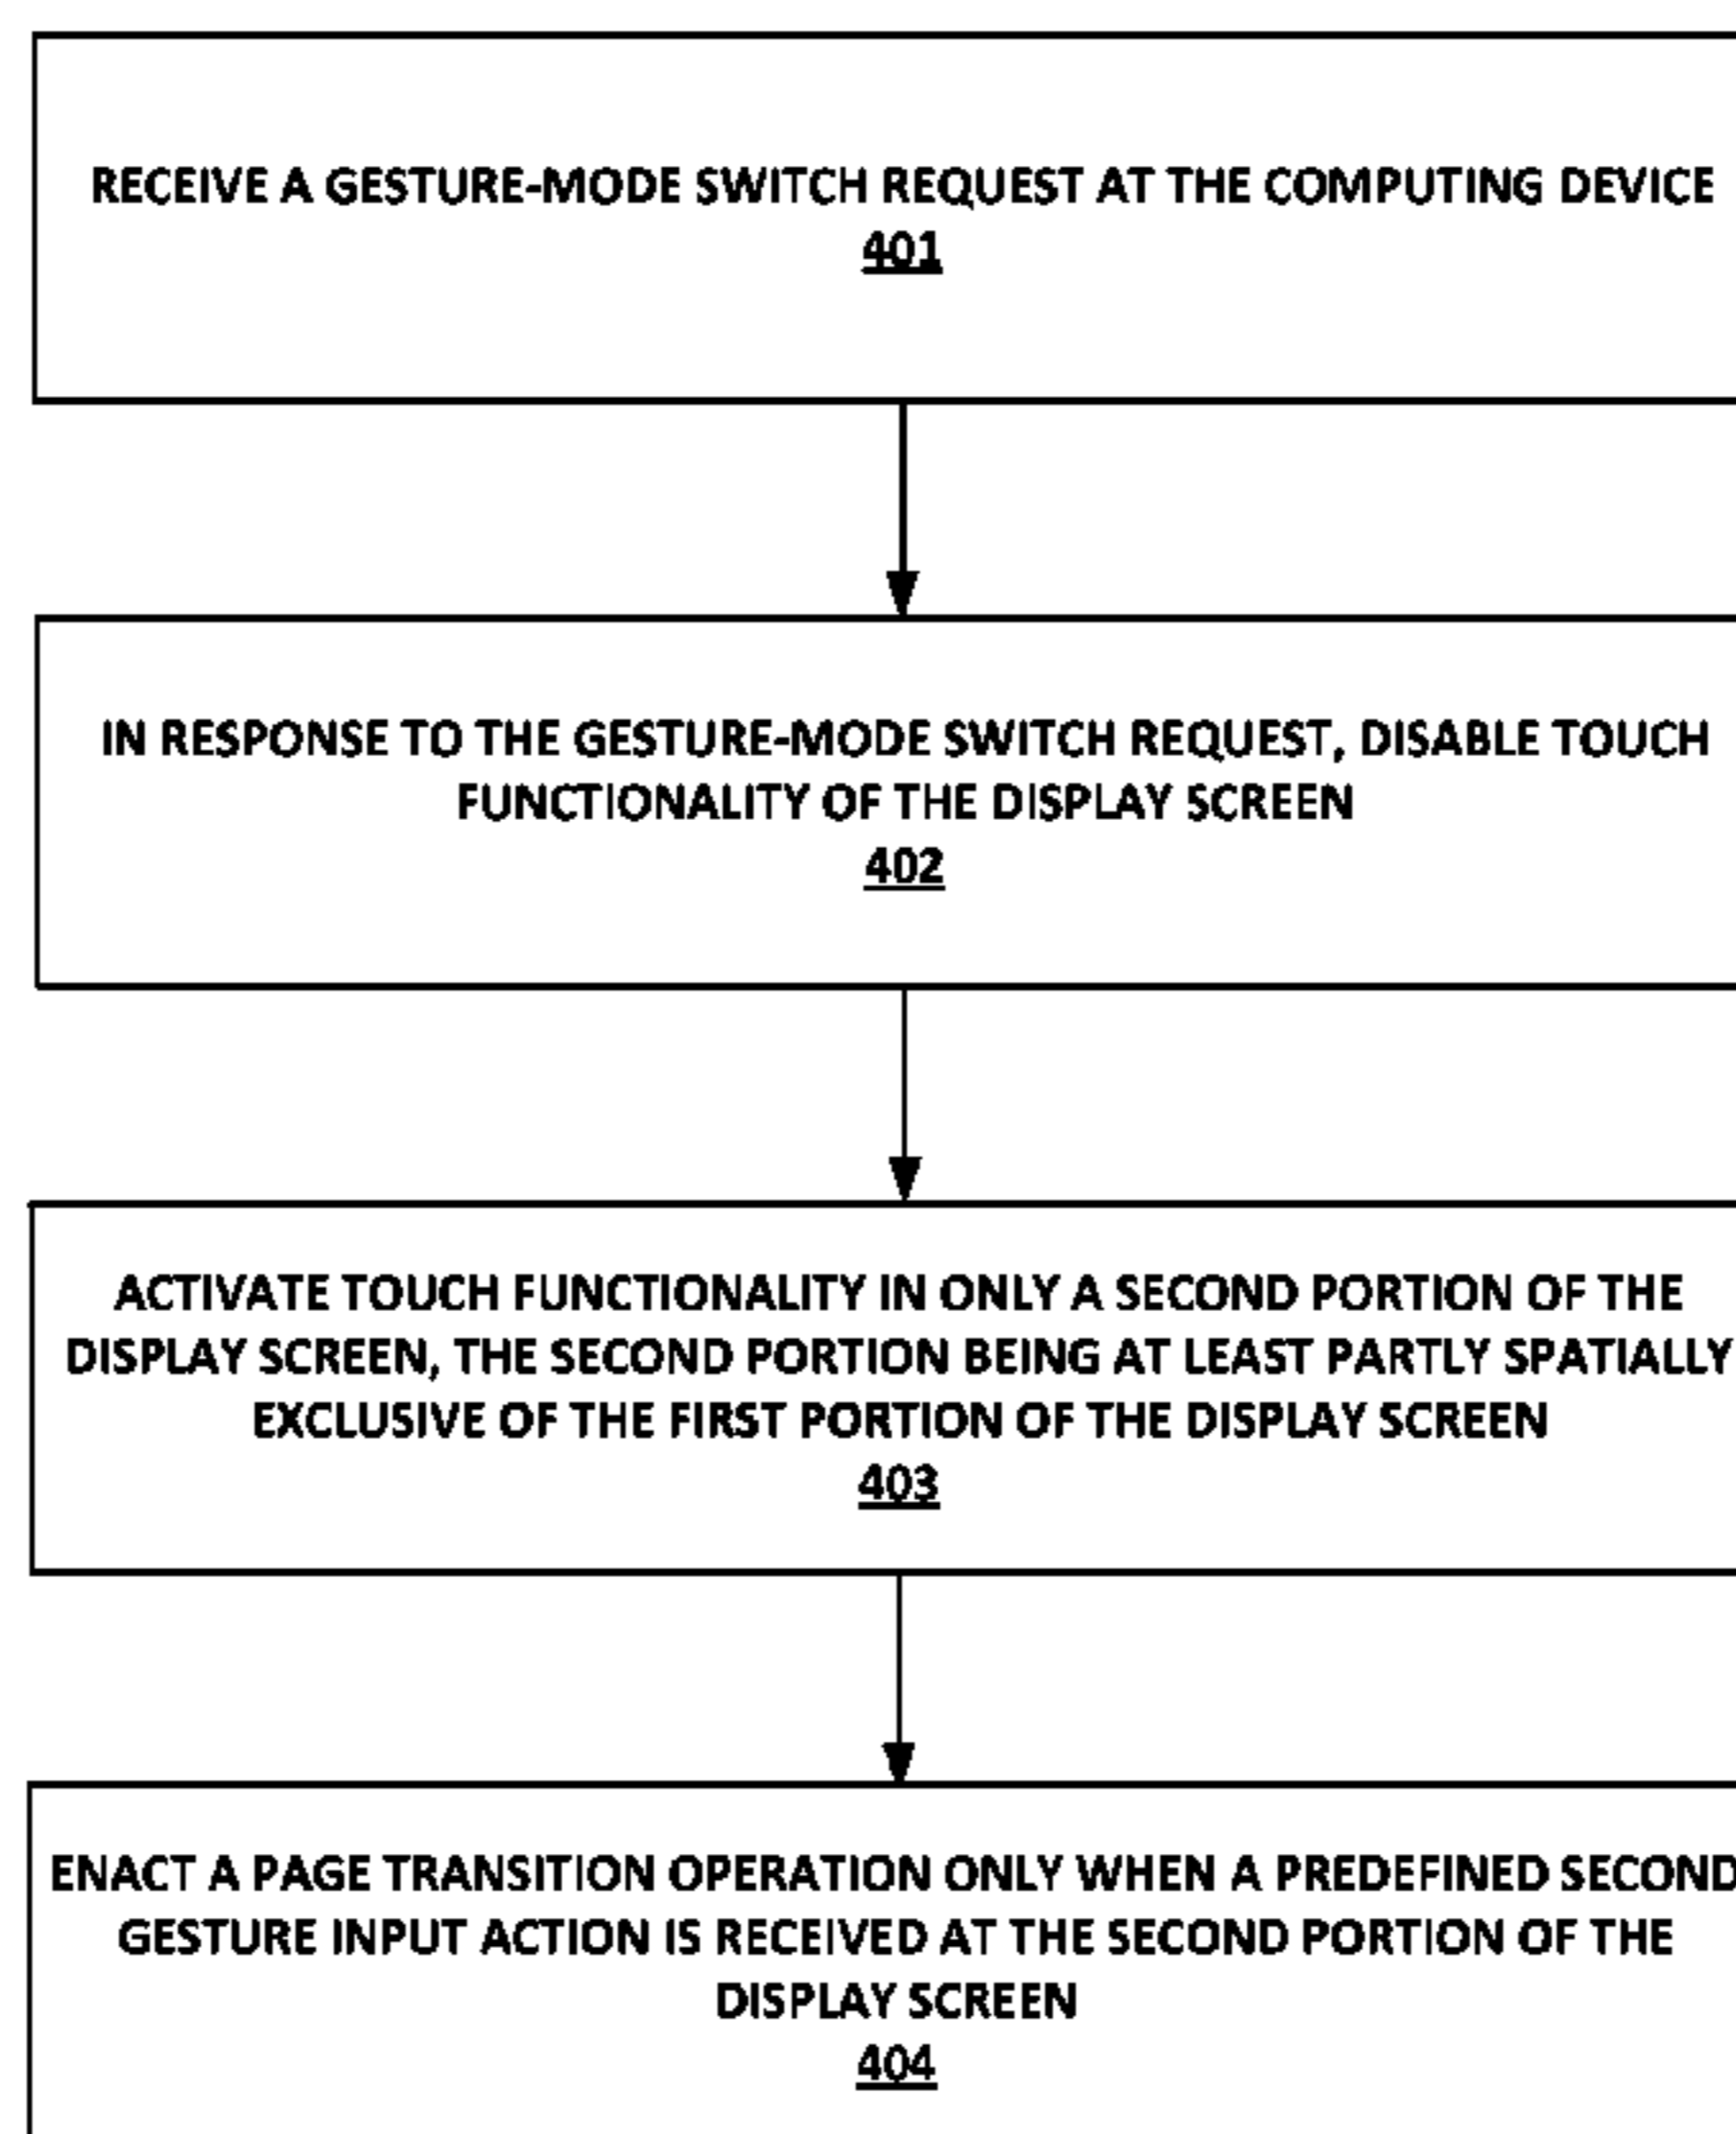 RECEIVE A GESTURE-MODE SWITCH REQUEST AT THE COMPUTING DEVICE
401
IN RESPONSE TO THE GESTURE-MODE SWITCH REQUEST, DISABLE TOUCH
FUNCTIONALITY OF THE DISPLAY SCREEN
402
ACTIVATE TOUCH FUNCTIONALITY IN ONLY A SECOND PORTION OF THE
DISPLAY SCREEN, THE SECOND PORTION BEING AT LEAST PARTLY SPATIALLY
EXCLUSIVE OF THE FIRST PORTION OF THE DISPLAY SCREEN
403
ENACT A PAGE TRANSITION OPERATION ONLY WHEN A PREDEFINED SECOND
GESTURE INPUT ACTION IS RECEIVED AT THE SECOND PORTION OF THE
DISPLAY SCREEN
404